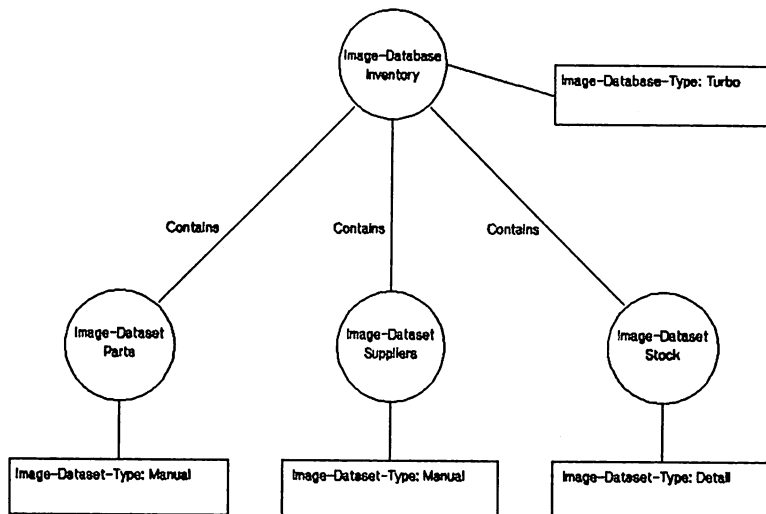 Image-Database
Inventory
Image-Database-Type: Turbo
Contains
Contains
Contains
Image-Dataset
Parts
Image-Dataset
Suppliers
Image-Dataset
Stock
Image-Dataset-Type: Manual
Image-Dataset-Type: Manual
Image-Dataset-Type: Detail